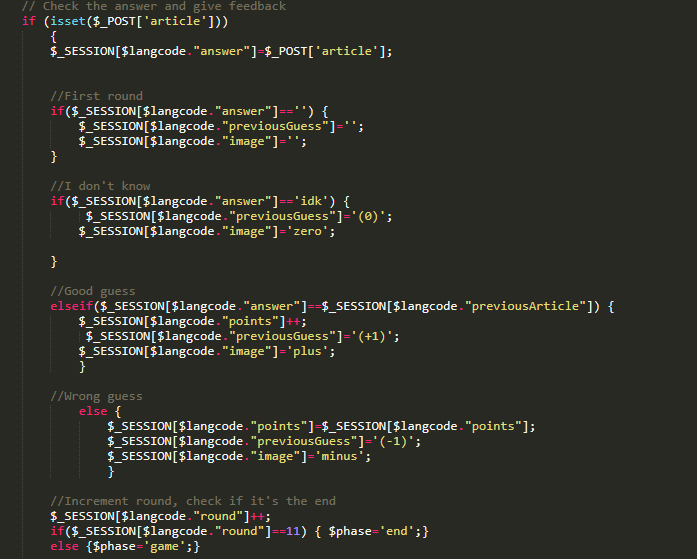 // Check the answer and give feedback
if (isset($_POST['article']))
{
$_SESSION[$langcode."answer"]=$_POST['article'];
//First round
if($_SESSION[$langcode."answer"]=='') {
$_SESSION[$langcode."previousGuess"]='';
$_SESSION[$langcode."image"]='';
}
//I don't know
if($_SESSION[$langcode."answer"]=='idk') {
$_SESSION[$langcode."previousGuess"]='(0)';
$_SESSION[$langcode."image"]='zero';
}
//Good guess
elseif($_SESSION[$langcode."answer"]==$_SESSION[$langcode."previousArticle"]) {
$_SESSION[$langcode."points"]++;
$_SESSION[$langcode."previousGuess"]='(+1)';
$_SESSION[$langcode."image"]='plus';
}
//Wrong guess
else {
$_SESSION[$langcode."points"]=$_SESSION[$langcode."points"];
$_SESSION[$langcode."previousGuess"]='(-1)';
$_SESSION[$langcode."image"]='minus';
}
//Increment round, check if it's the end
$_SESSION[$langcode."round"]++;
if($_SESSION[$langcode."round"]==11) { $phase='end';}
else {$phase='game';}